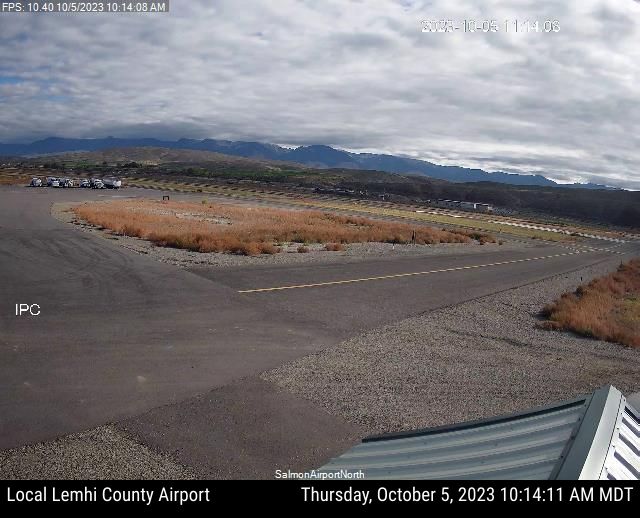 FPS: 10.40 10/5/2023 10:14:08 AM
2023-10-05 11:14:08
IPC
SalmonAirportNorth
Local Lemhi County Airport Thursday, October 5, 2023 10:14:11 AM MDT